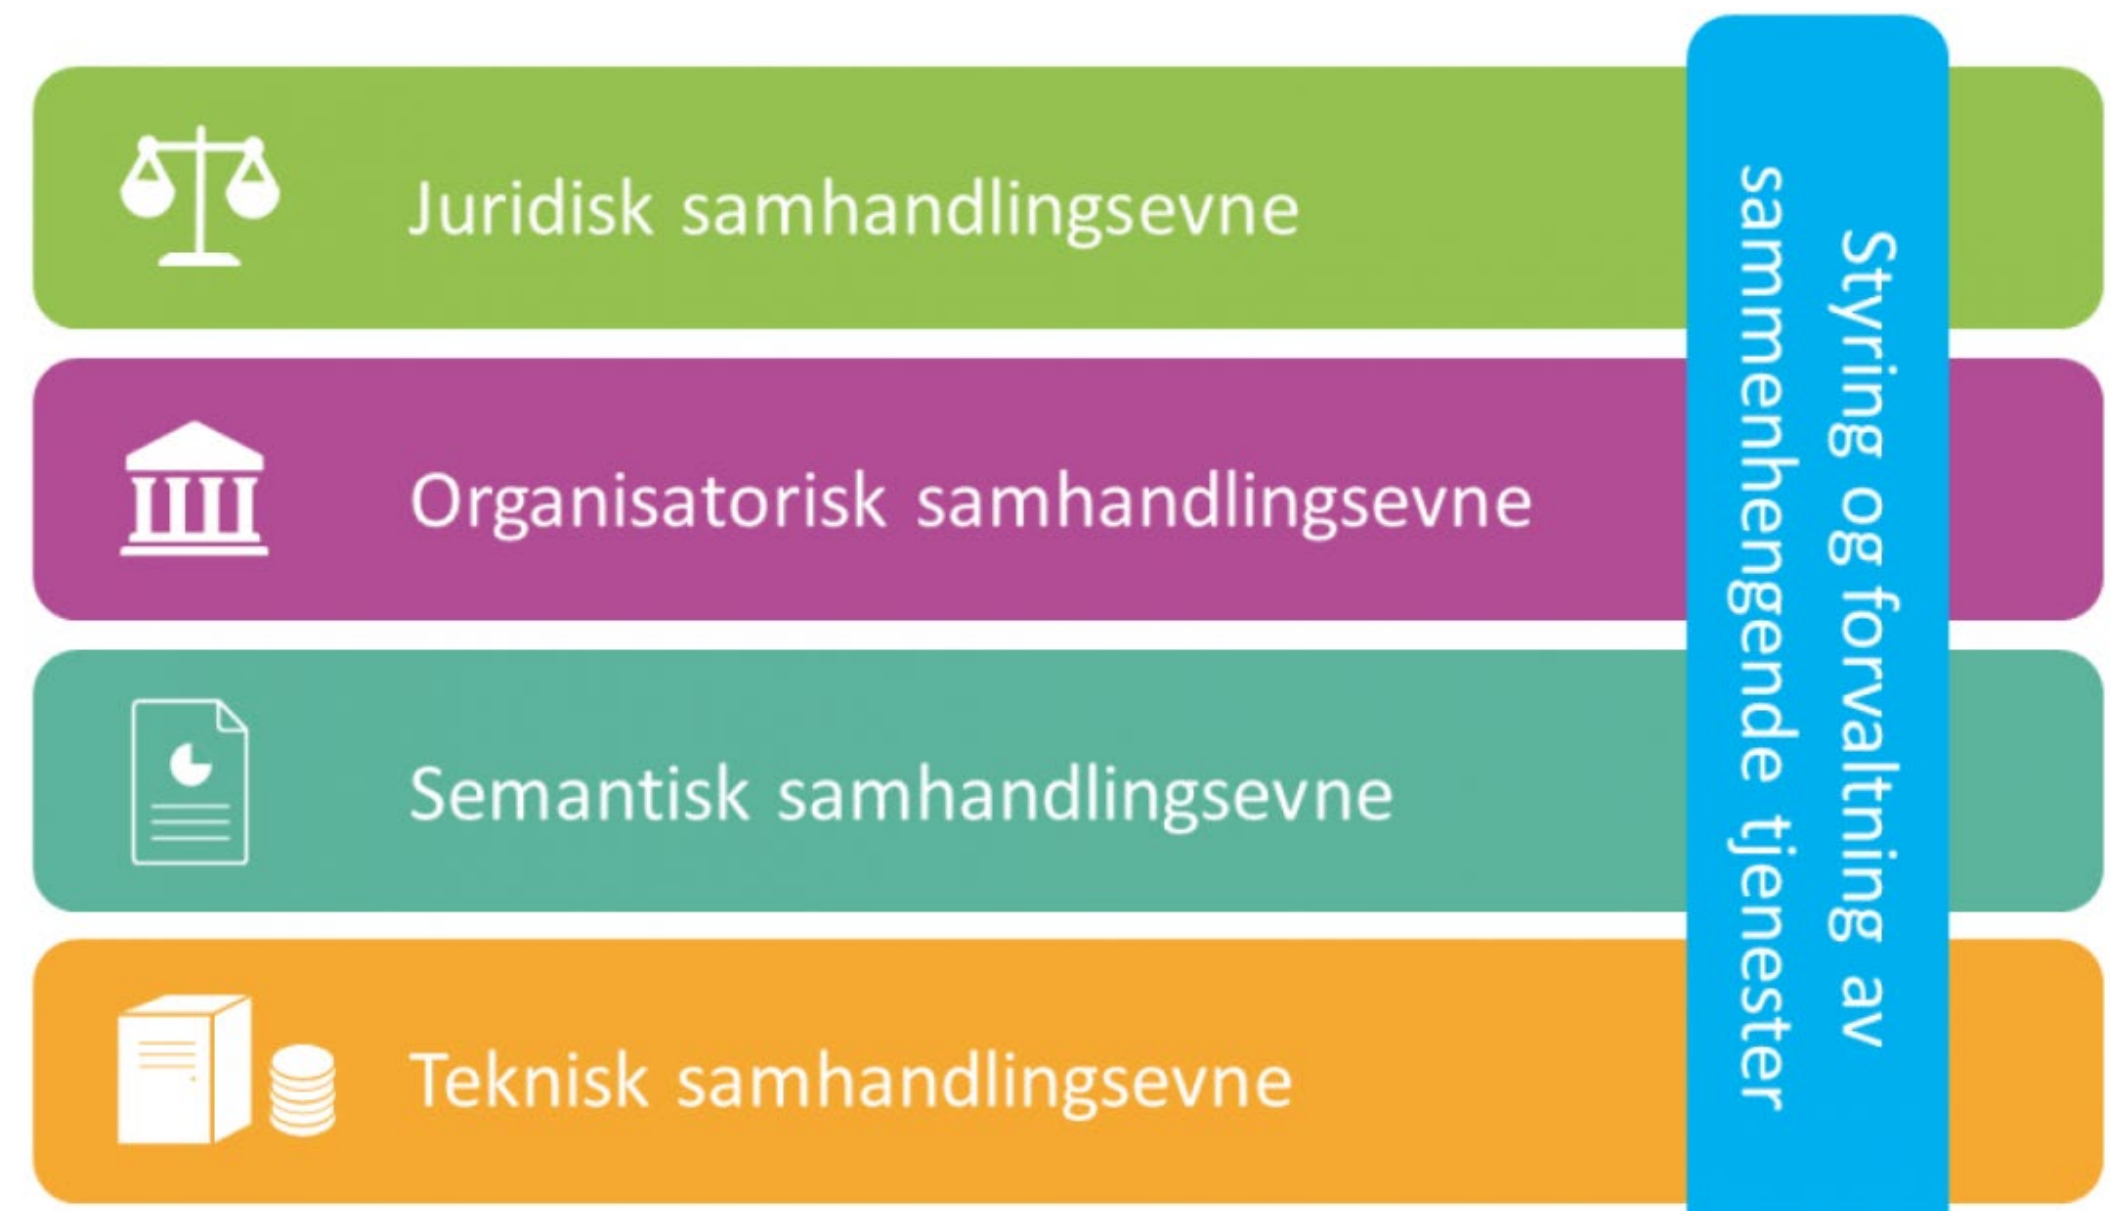 Juridisk samhandlingsevne
Organisatorisk samhandlingsevne
Semantisk samhandlingsevne
Teknisk samhandlingsevne
Styring og forvaltning av
sammenhengende tjenester